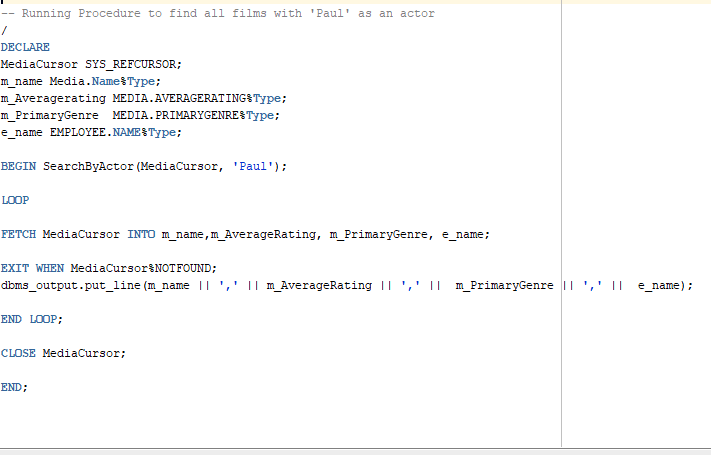 -- Running Procedure to find all films with 'Paul' as an actor
/
DECLARE
MediaCursor SYS_REFCURSOR;
m_name Media.Name%Type;
m_Averagerating MEDIA.AVERAGERATING%Type;
m_PrimaryGenre  MEDIA.PRIMARYGENRE%Type;
e_name EMPLOYEE.NAME%Type;
BEGIN SearchByActor(MediaCursor, 'Paul');
LOOP
FETCH MediaCursor INTO m_name,m_AverageRating, m_PrimaryGenre, e_name;
EXIT WHEN MediaCursor%NOTFOUND;
dbms_output.put_line(m_name || ',' || m_AverageRating || ',' ||  m_PrimaryGenre || ',' ||  e_name);
END LOOP;
CLOSE MediaCursor;
END;